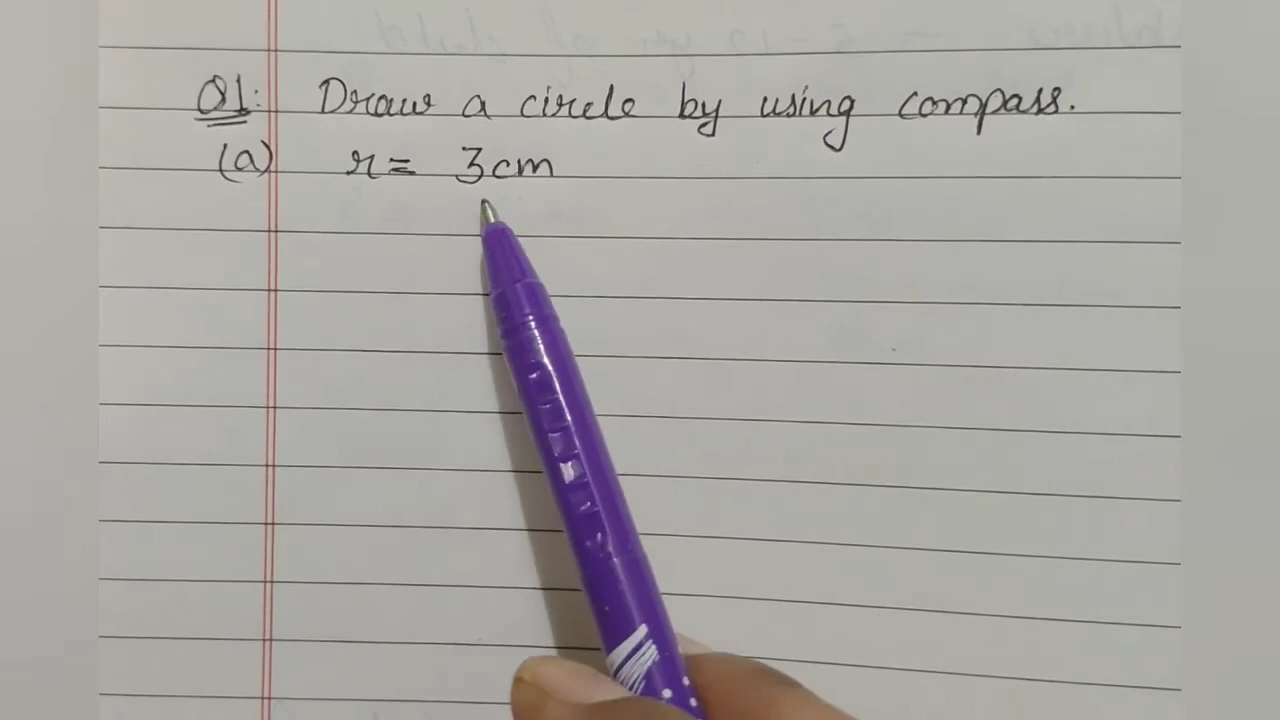 Q1: Draw a circle by using compass.
(a) r = 3cm